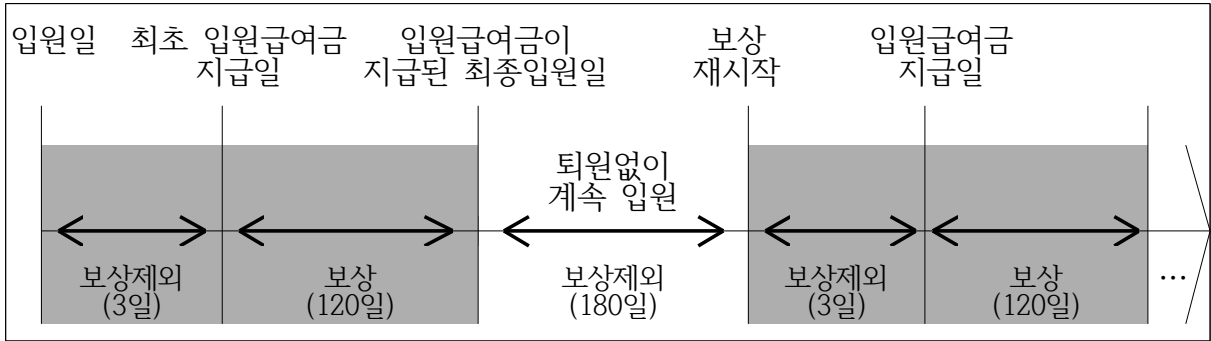 입원일
최초 입원급여금
지급일
입원급여금이
지급된 최종입원일
보상
재시작
입원급여금
지급일
퇴원없이
계속 입원
보상제외
(3일)
보상
(120일)
보상제외
(180일)
보상제외
(3일)
보상
(120일)
…